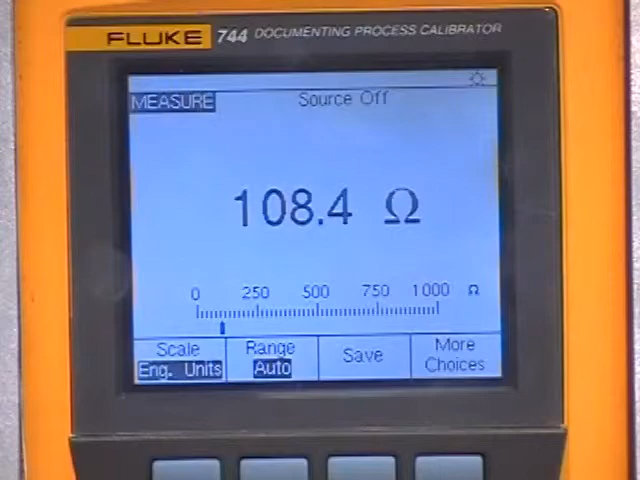 FLUKE 744 DOCUMENTING PROCESS CALIBRATOR
MEASURE Source Off
108.4 Ω
0 250 500 750 1000 Ω
Scale Range Save More
Eng. Units Auto Choices